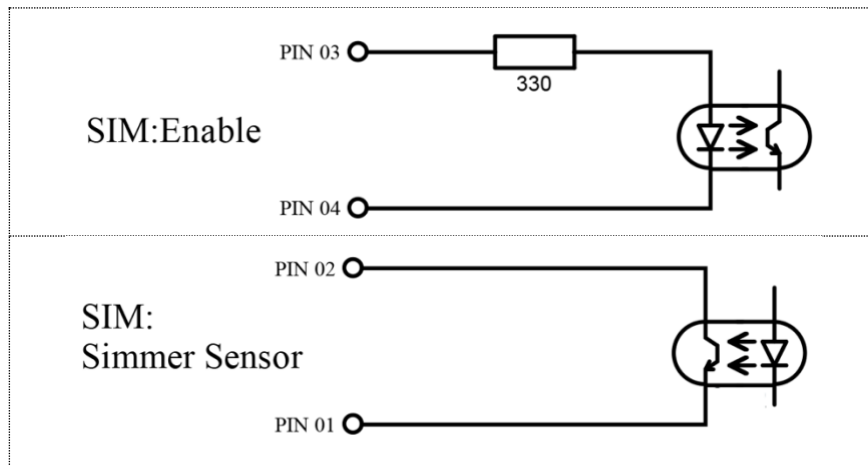 PIN 03
330
SIM:Enable
PIN 04
PIN 02
SIM:
Simmer Sensor
PIN 01